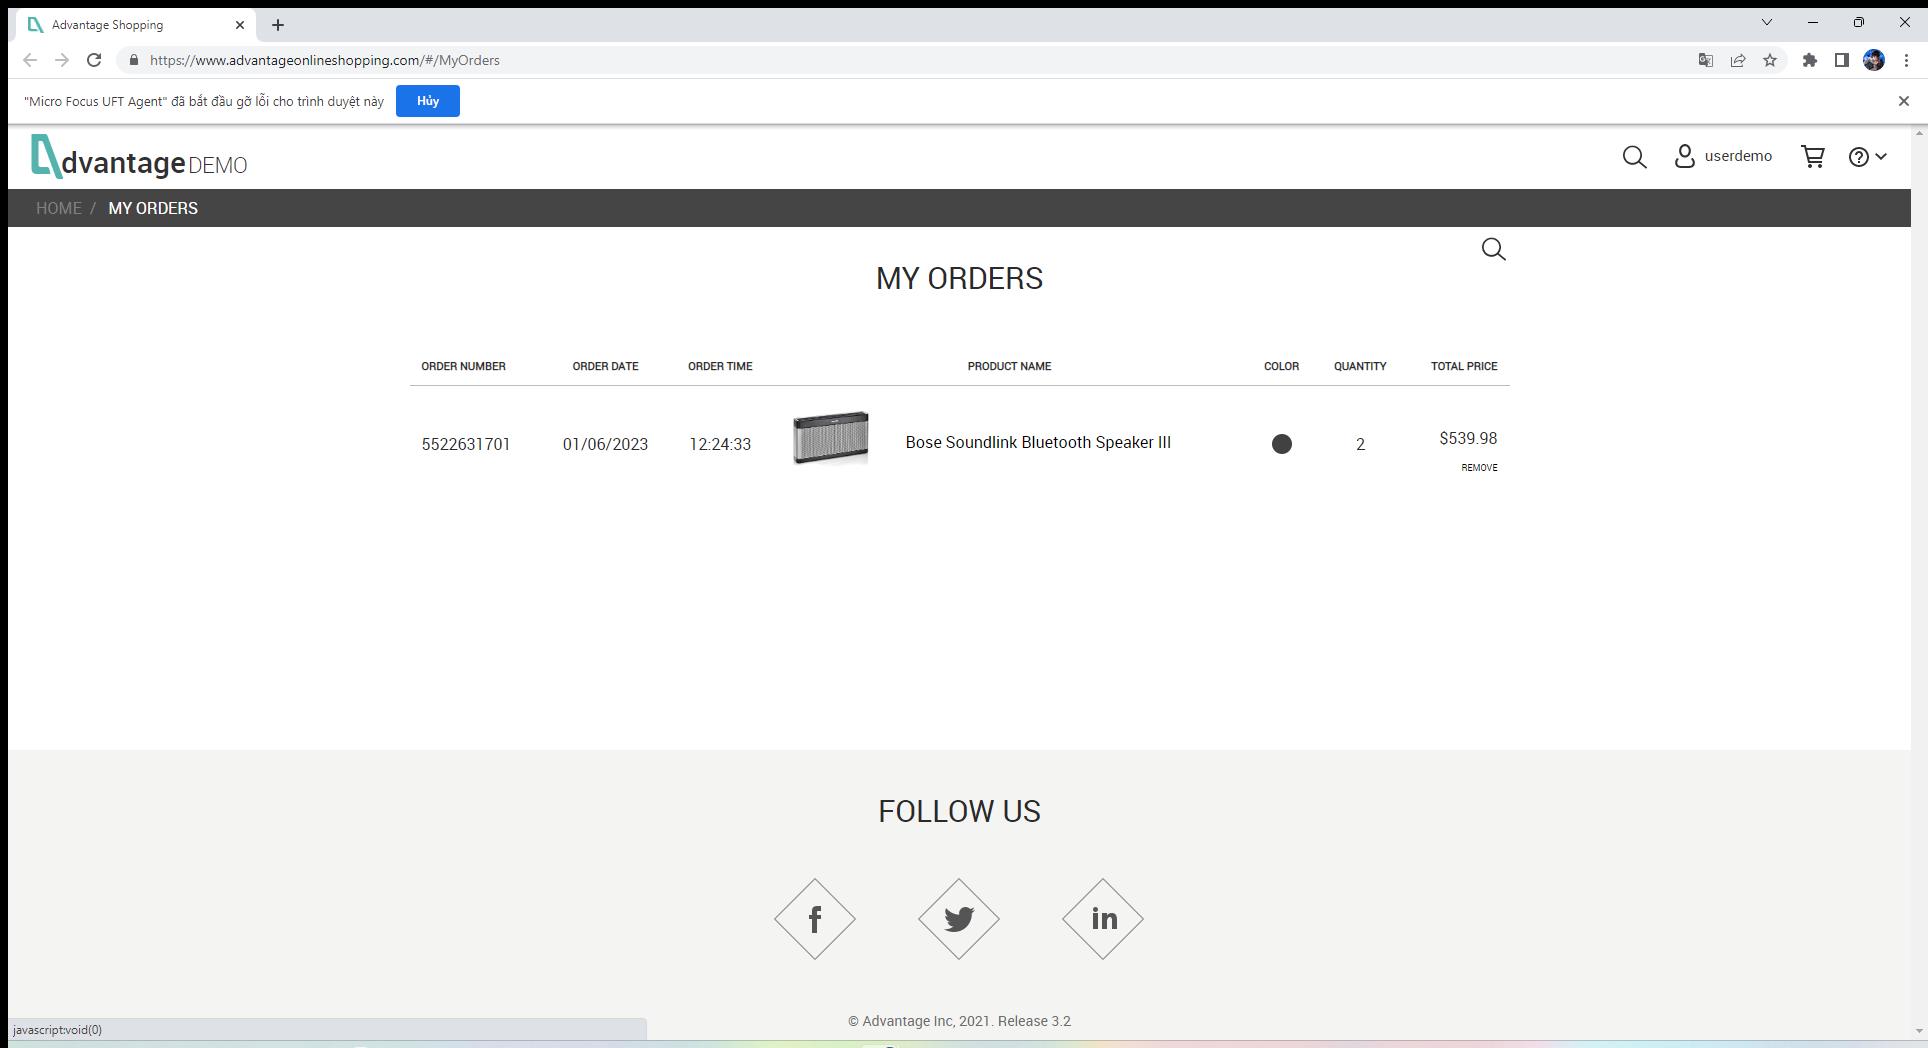 Advantage Shopping
https://www.advantageonlineshopping.com/#/MyOrders
"Micro Focus UFT Agent" đã bắt đầu gỡ lỗi cho trình duyệt này Hủy
dvantage DEMO
userdemo
HOME / MY ORDERS
MY ORDERS
ORDER NUMBER ORDER DATE ORDER TIME PRODUCT NAME COLOR QUANTITY TOTAL PRICE
5522631701 01/06/2023 12:24:33 Bose Soundlink Bluetooth Speaker III 2 $539.98
REMOVE
FOLLOW US
f in
© Advantage Inc, 2021. Release 3.2
javascript:void(0)